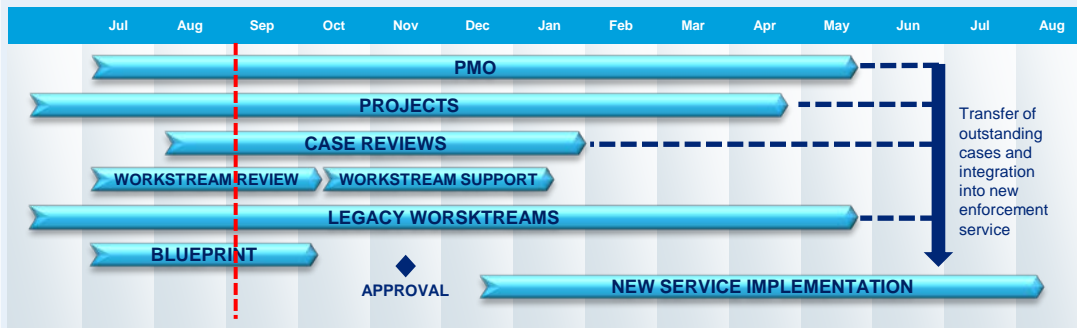 Jul Aug Sep Oct Nov Dec Jan Feb Mar Apr May Jun Jul Aug
PMO
PROJECTS
CASE REVIEWS
WORKSTREAM REVIEW WORKSTREAM SUPPORT
LEGACY WORSKTREAMS
BLUEPRINT
APPROVAL
NEW SERVICE IMPLEMENTATION
Transfer of
outstanding
cases and
integration
into new
enforcement
service